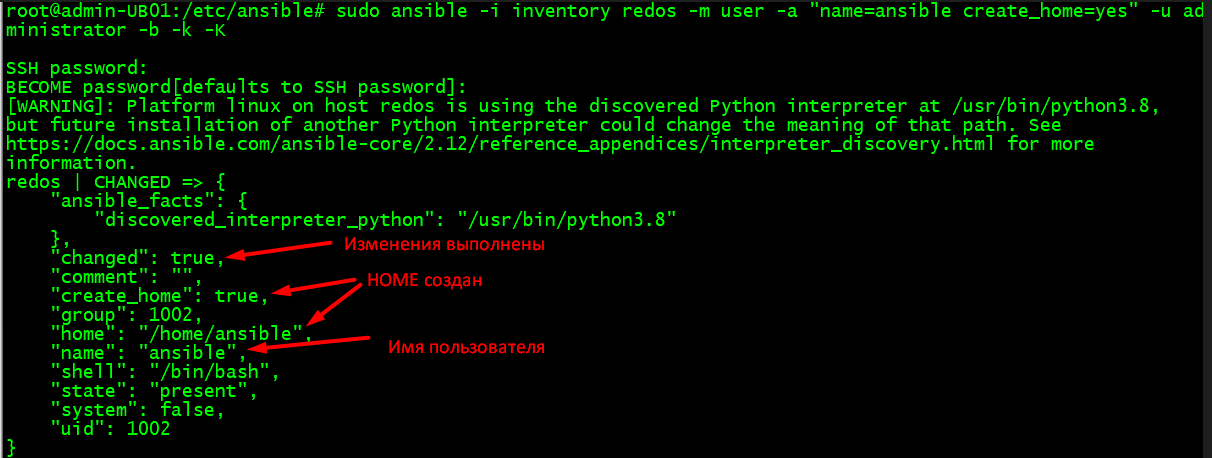 root@admin-UB01:/etc/ansible# sudo ansible -i inventory redos -m user -a "name=ansible create_home=yes" -u ad
ministrator -b -k -K
SSH password:
BECOME password[defaults to SSH password]:
[WARNING]: Platform linux on host redos is using the discovered Python interpreter at /usr/bin/python3.8,
but future installation of another Python interpreter could change the meaning of that path. See
https://docs.ansible.com/ansible-core/2.12/reference_appendices/interpreter_discovery.html for more
information.
redos | CHANGED => {
    "ansible_facts": {
        "discovered_interpreter_python": "/usr/bin/python3.8"
    },
    "changed": true, Изменения выполнены
    "comment": "",
    "create_home": true, HOME создан
    "group": 1002,
    "home": "/home/ansible",
    "name": "ansible", Имя пользователя
    "shell": "/bin/bash",
    "state": "present",
    "system": false,
    "uid": 1002
}